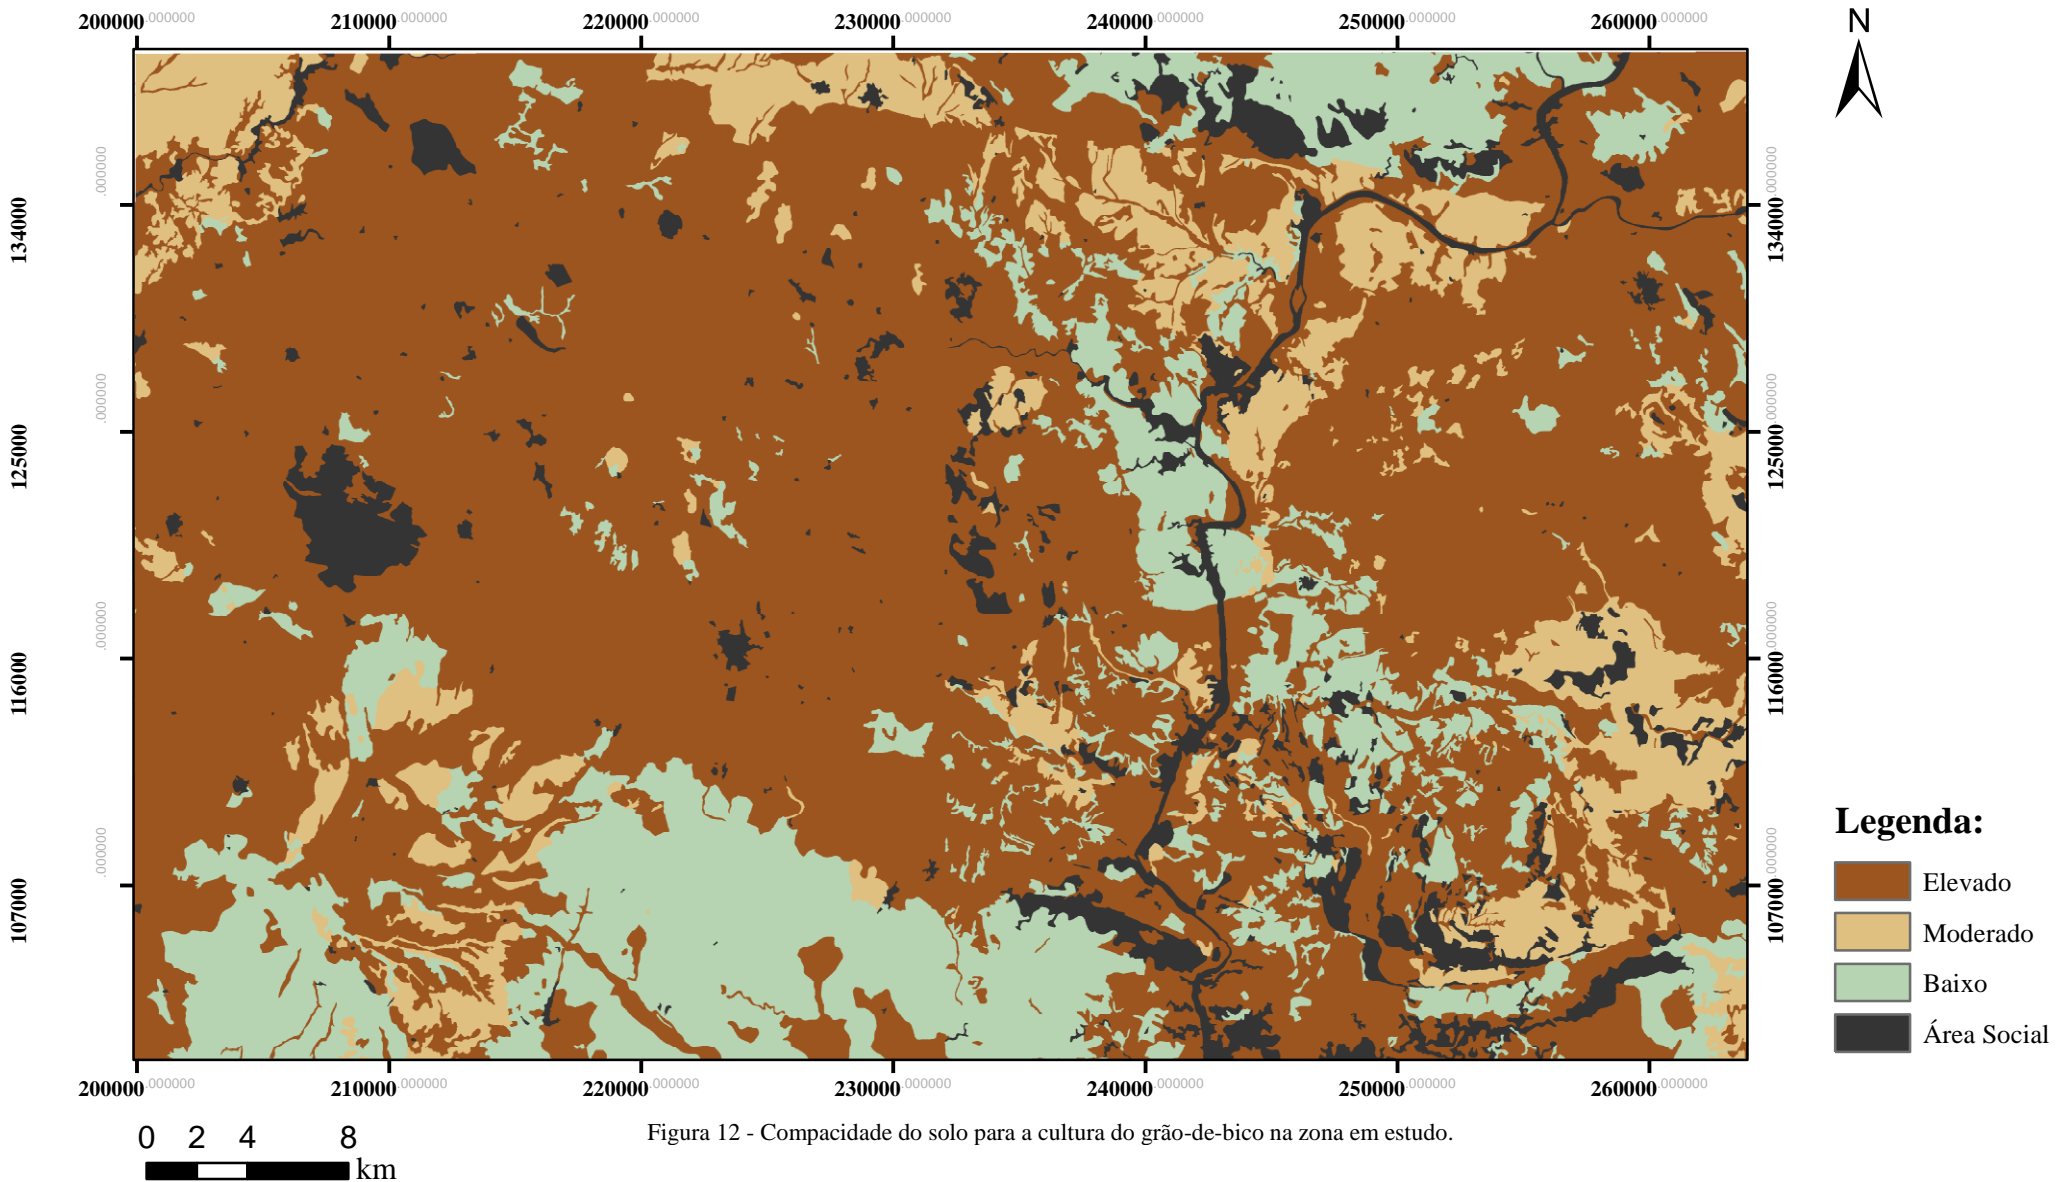 200000.000000 210000.000000 220000.000000 230000.000000 240000.000000 250000.000000 260000.000000
N
134000.000000
125000.000000
116000.000000
107000.000000
134000.000000
125000.000000
116000.000000
107000.000000
Legenda:
Elevado
Moderado
Baixo
Área Social
200000.000000 210000.000000 220000.000000 230000.000000 240000.000000 250000.000000 260000.000000
0 2 4 8
km
Figura 12 - Compacidade do solo para a cultura do grão-de-bico na zona em estudo.